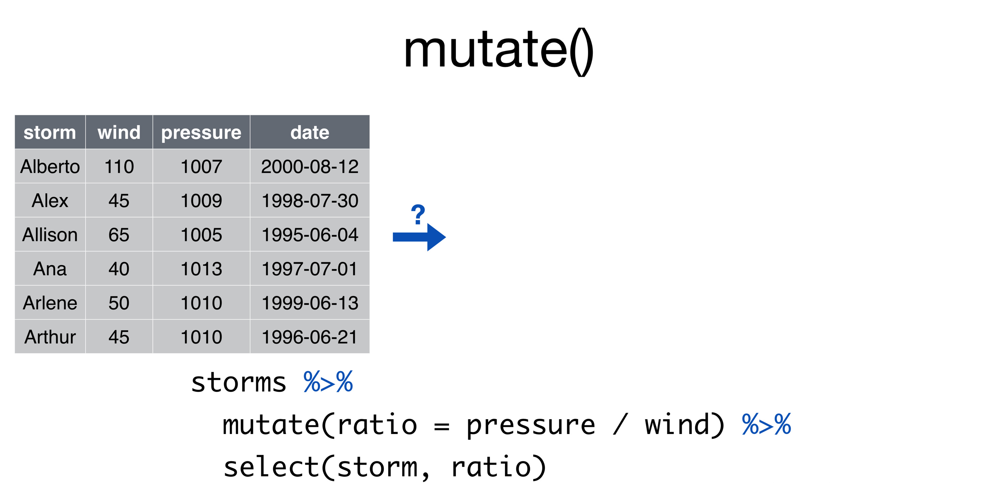 mutate()
storm wind pressure date
Alberto 110 1007 2000-08-12
Alex 45 1009 1998-07-30
Allison 65 1005 1995-06-04
Ana 40 1013 1997-07-01
Arlene 50 1010 1999-06-13
Arthur 45 1010 1996-06-21
?
storms %>%
mutate(ratio = pressure / wind) %>%
select(storm, ratio)